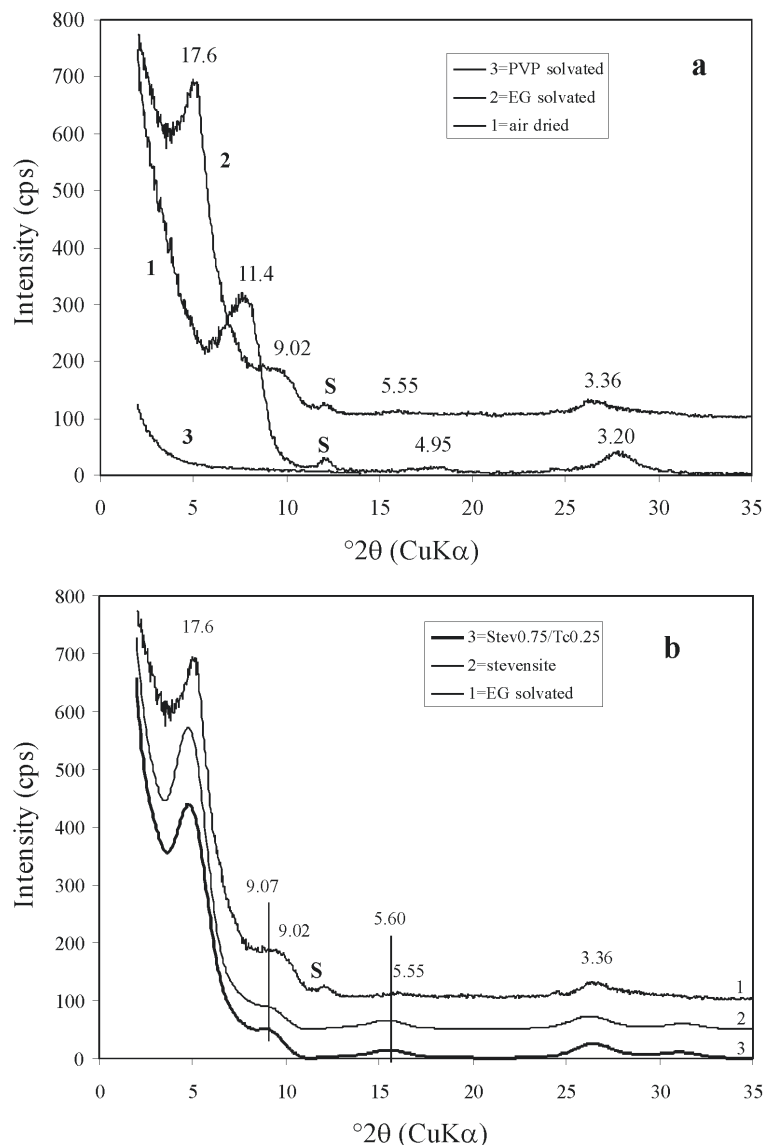 800
700
600
500
400
300
200
100
0
Intensity (cps)
17.6
2
1
11.4
9.02
S
5.55
3.36
3
S
4.95
3.20
3=PVP solvated
2=EG solvated
1=air dried
a
0 5 10 15 20 25 30 35
°2θ (CuKα)
800
700
600
500
400
300
200
100
0
Intensity (cps)
17.6
3=Stev0.75/Tc0.25
2=stevensite
1=EG solvated
b
9.07
9.02
S
5.60
5.55
3.36
1
2
3
0 5 10 15 20 25 30 35
°2θ (CuKα)